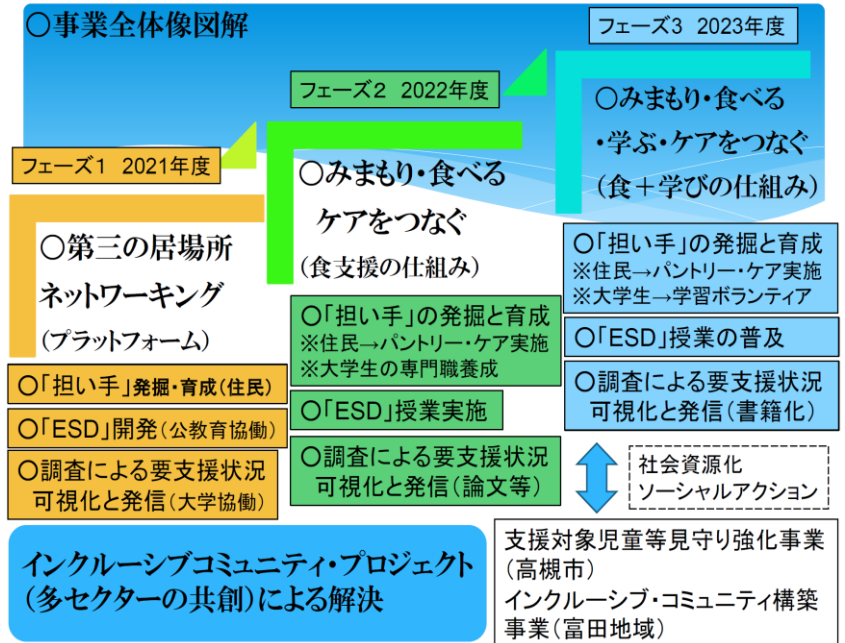 〇事業全体像図解
フェーズ1 2021年度
〇第三の居場所
ネットワーキング
(プラットフォーム)
〇「担い手」発掘・育成(住民)
〇「ESD」開発(公教育協働)
〇調査による要支援状況
可視化と発信(大学協働)
フェーズ2 2022年度
〇みまもり・食べる
ケアをつなぐ
(食支援の仕組み)
〇「担い手」の発掘と育成
※住民→パントリー・ケア実施
※大学生の専門職養成
〇「ESD」授業実施
〇調査による要支援状況
可視化と発信(論文等)
フェーズ3 2023年度
〇みまもり・食べる
・学ぶ・ケアをつなぐ
(食+学びの仕組み)
〇「担い手」の発掘と育成
※住民→パントリー・ケア実施
※大学生→学習ボランティア
〇「ESD」授業の普及
〇調査による要支援状況
可視化と発信(書籍化)
社会資源化
ソーシャルアクション
インクルーシブコミュニティ・プロジェクト
(多セクターの共創)による解決
支援対象児童等見守り強化事業
(高槻市)
インクルーシブ・コミュニティ構築
事業(富田地域)